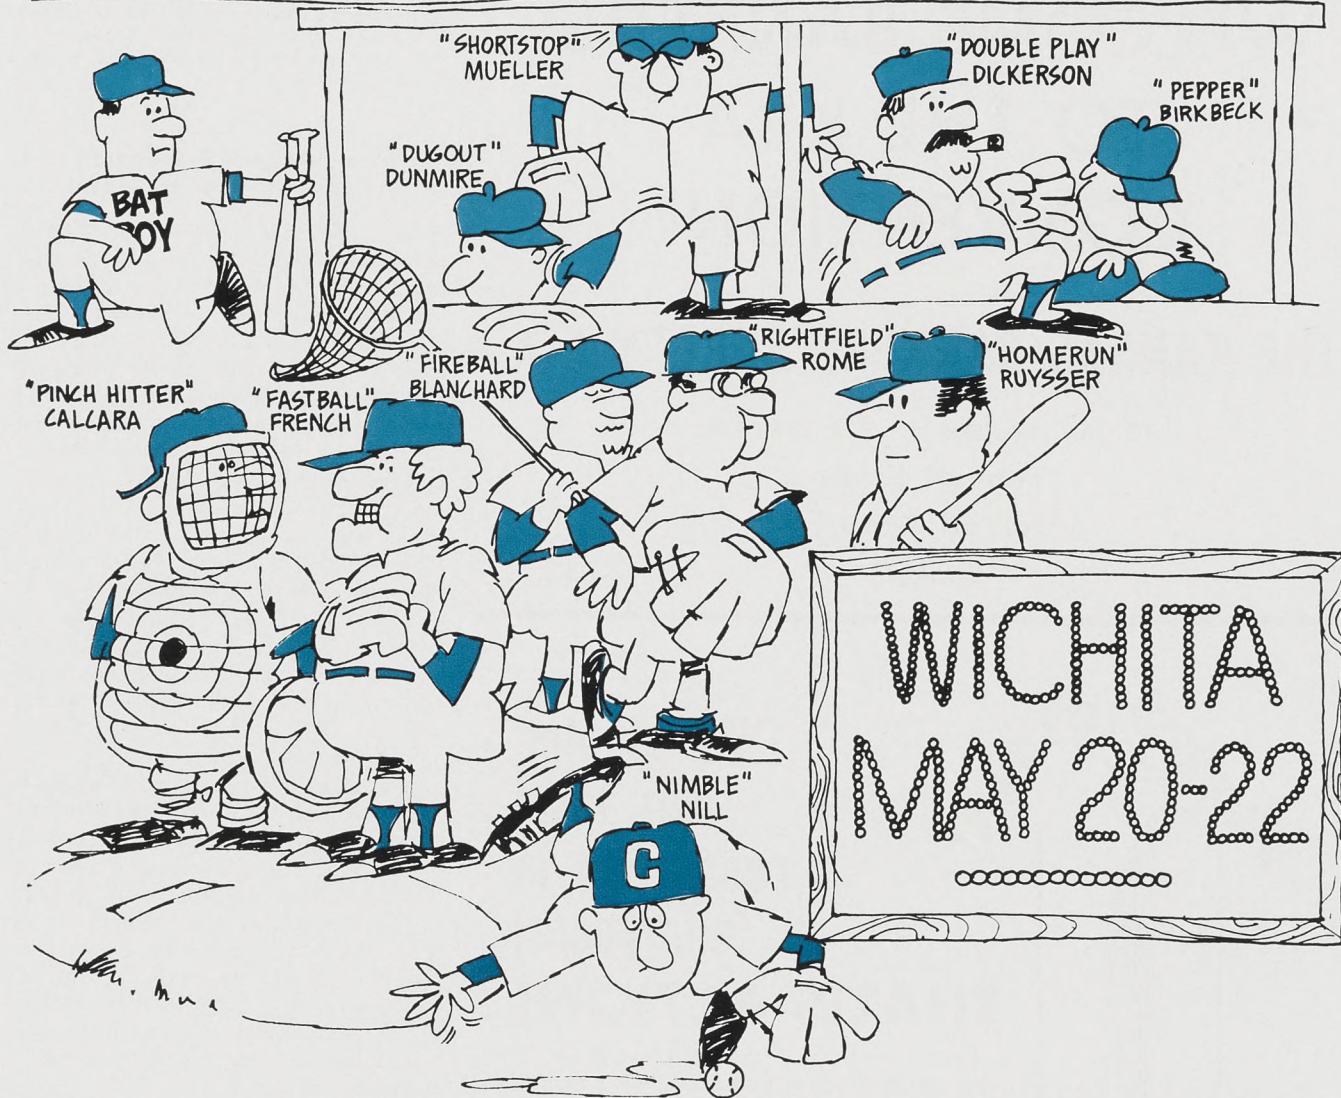 "SHORTSTOP"
MUELLER
"DOUBLE PLAY"
DICKERSON
"PEPPER"
BIRKBECK
"DUGOUT"
DUNMIRE
BAT
BOY
"PINCH HITTER"
CALCARA
"FASTBALL"
FRENCH
"FIREBALL"
BLANCHARD
"RIGHTFIELD"
ROME
"HOMERUN"
RUYSSER
WICHITA
MAY 20-22
"NIMBLE"
NILL
C